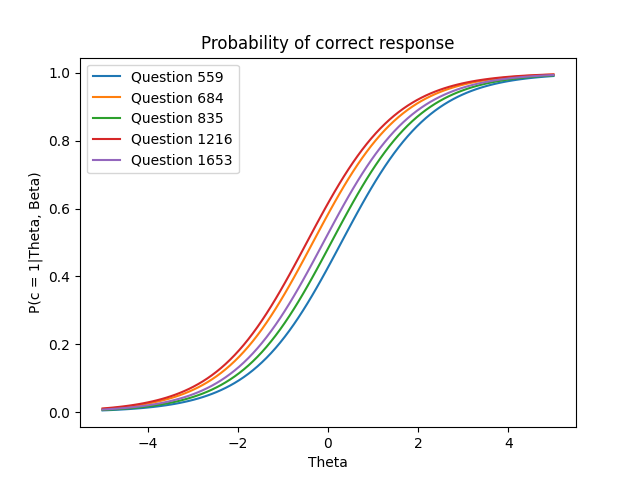 Probability of correct response
Question 559
Question 684
Question 835
Question 1216
Question 1653
P(c = 1|Theta, Beta)
1.0
0.8
0.6
0.4
0.2
0.0
−4
−2
0
2
4
Theta